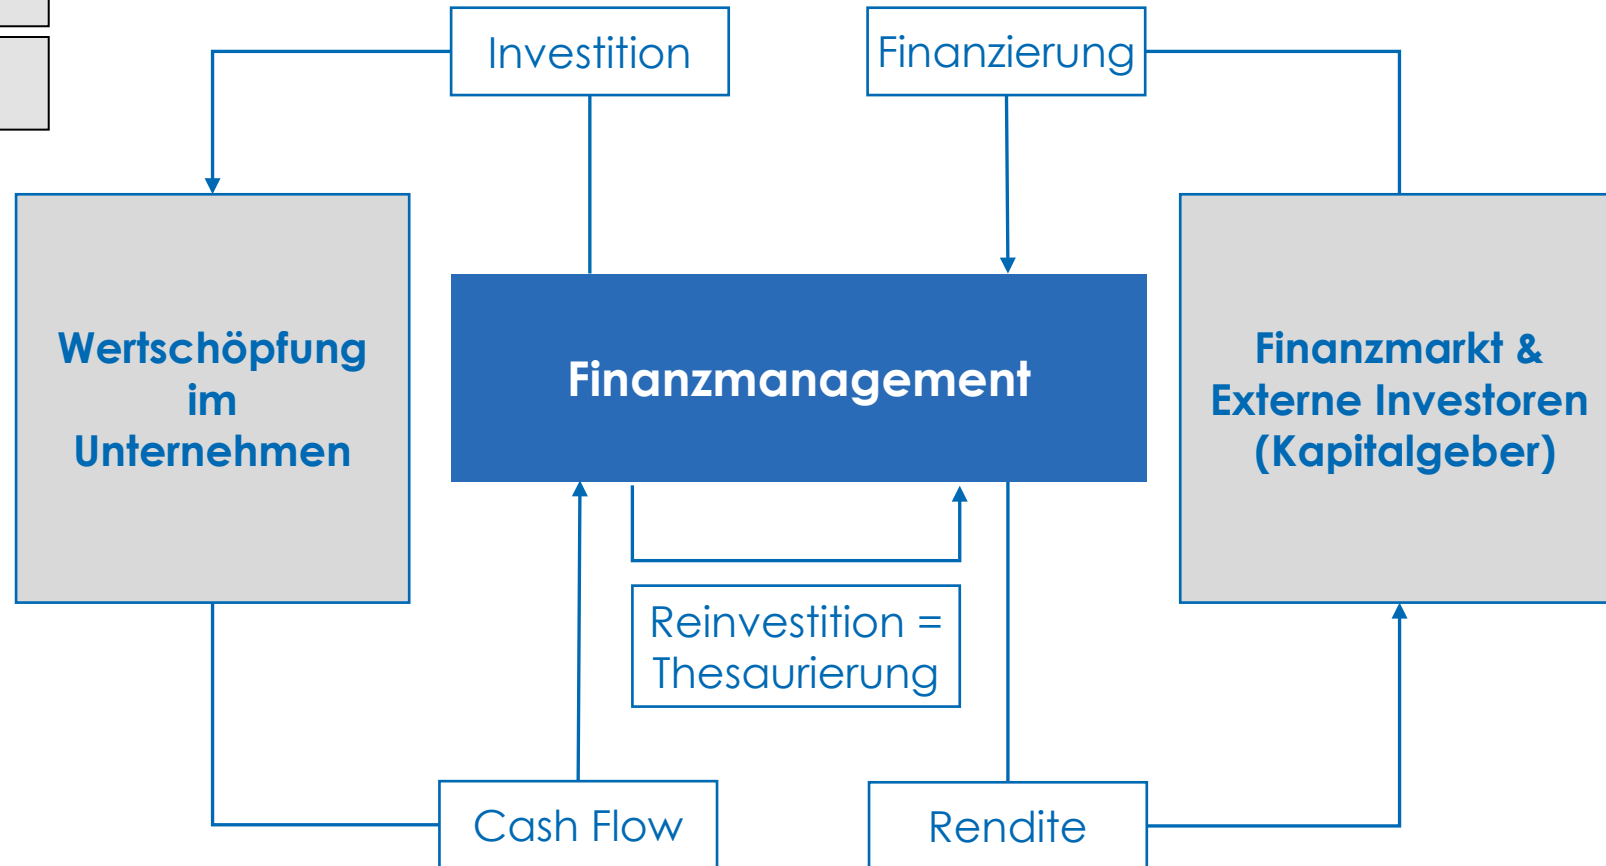 Investition
Finanzierung
Wertschöpfung
im
Unternehmen
Finanzmanagement
Finanzmarkt &
Externe Investoren
(Kapitalgeber)
Reinvestition =
Thesaurierung
Cash Flow
Rendite